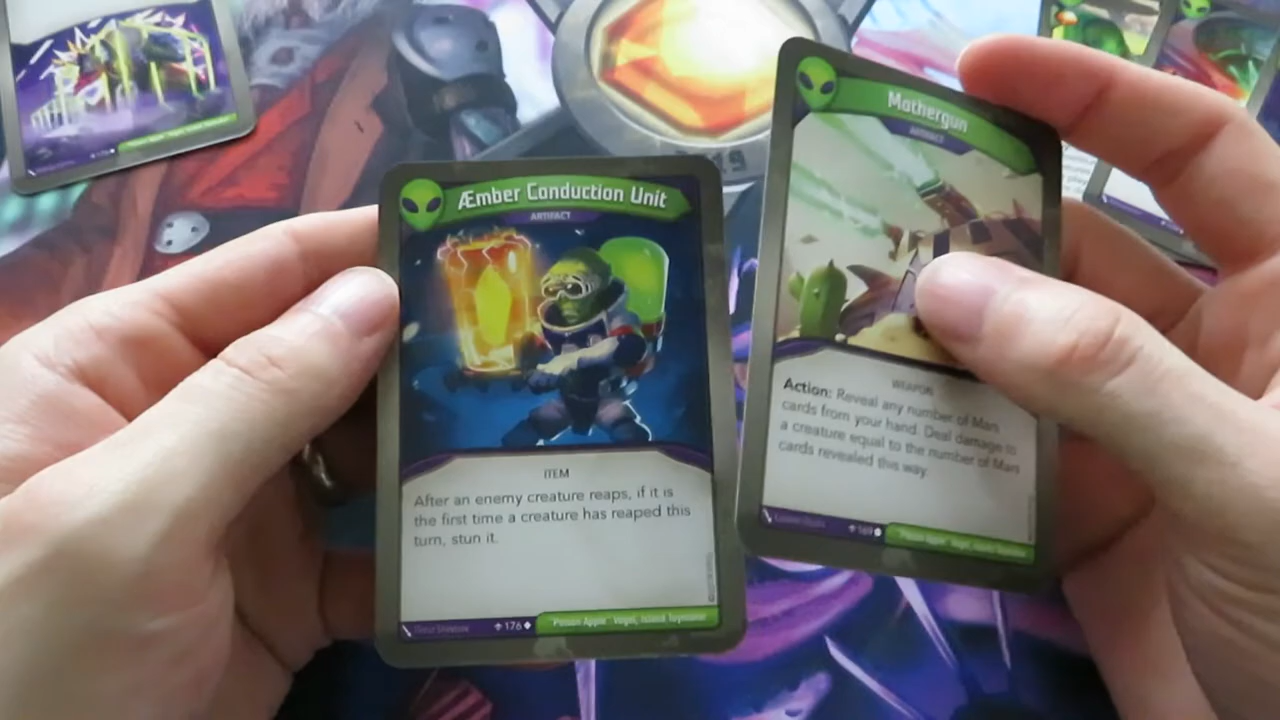 Æmber Conduction Unit
ARTIFACT
ITEM
After an enemy creature reaps, if it is
the first time a creature has reaped this
turn, stun it.
176
Mothergun
ARTIFACT
WEAPON
Action: Reveal any number of Mars
cards from your hand. Deal damage to
a creature equal to the number of Mars
cards revealed this way.
169